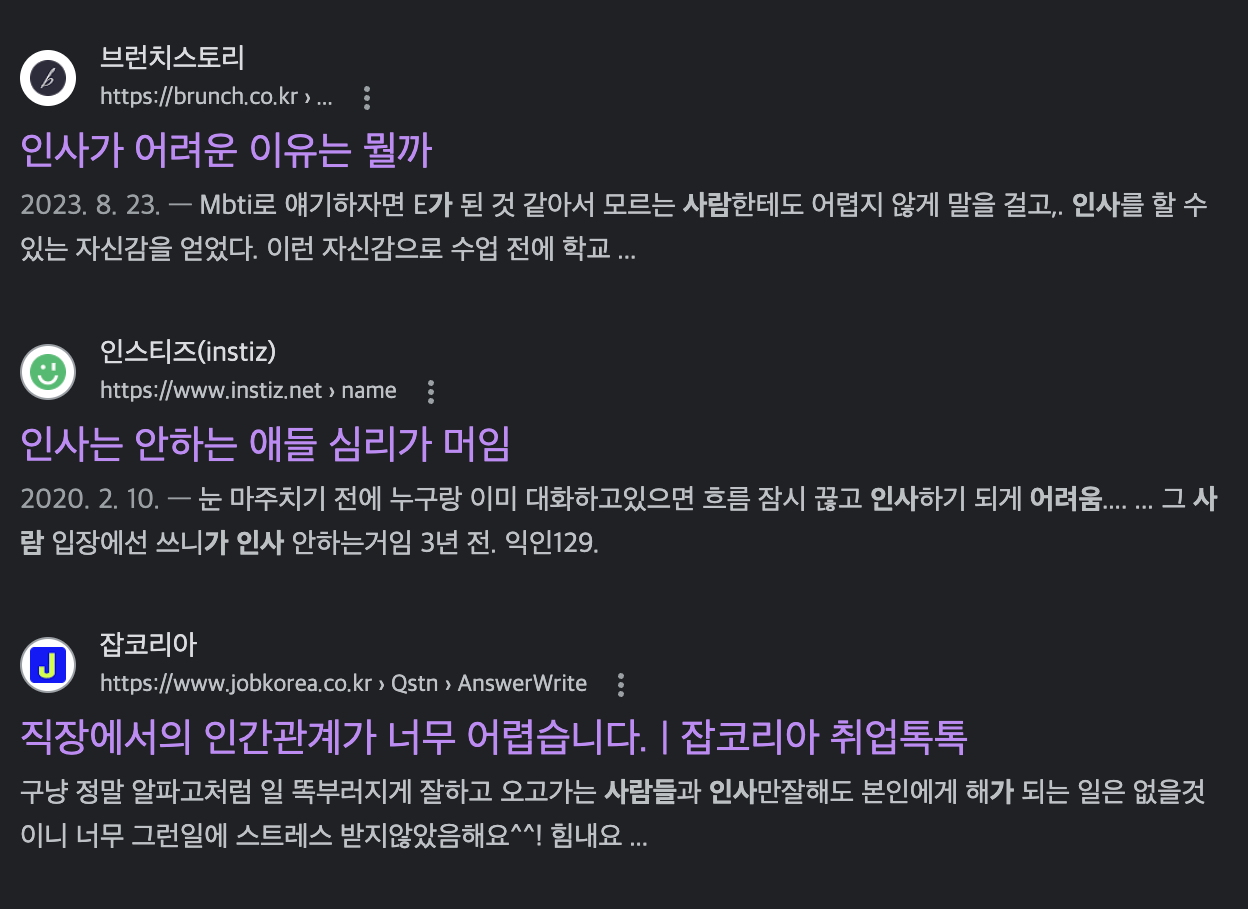 브런치스토리
https://brunch.co.kr › ...
인사가 어려운 이유는 뭘까
2023. 8. 23. — Mbti로 얘기하자면 E가 된 것 같아서 모르는 사람한테도 어렵지 않게 말을 걸고,. 인사를 할 수
있는 자신감을 얻었다. 이런 자신감으로 수업 전에 학교 ...
인스티즈(instiz)
https://www.instiz.net › name
인사는 안하는 애들 심리가 머임
2020. 2. 10. — 눈 마주치기 전에 누구랑 이미 대화하고있으면 흐름 잠시 끊고 인사하기 되게 어려움.... ... 그 사
람 입장에선 쓰니가 인사 안하는거임 3년 전. 익인129.
잡코리아
https://www.jobkorea.co.kr › Qstn › AnswerWrite
직장에서의 인간관계가 너무 어렵습니다. | 잡코리아 취업톡톡
구냥 정말 알파고처럼 일 똑부러지게 잘하고 오고가는 사람들과 인사만잘해도 본인에게 해가 되는 일은 없을것
이니 너무 그런일에 스트레스 받지않았음해요^^! 힘내요 ...